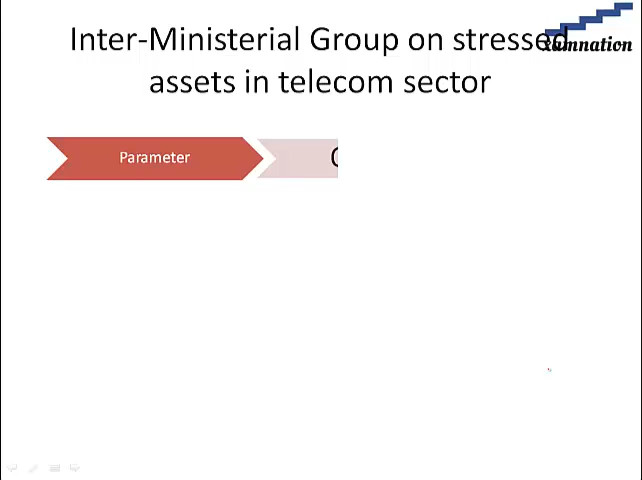 Inter-Ministerial Group on stressed
assets in telecom sector
Parameter